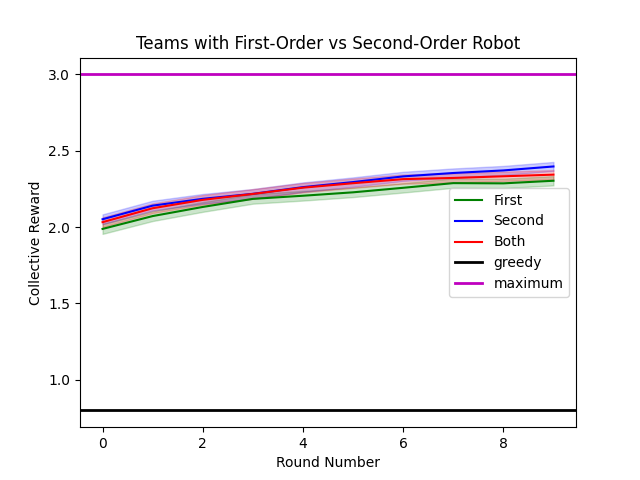 Teams with First-Order vs Second-Order Robot
3.0
2.5
2.0
1.5
1.0
Collective Reward
First
Second
Both
greedy
maximum
0 2 4 6 8
Round Number